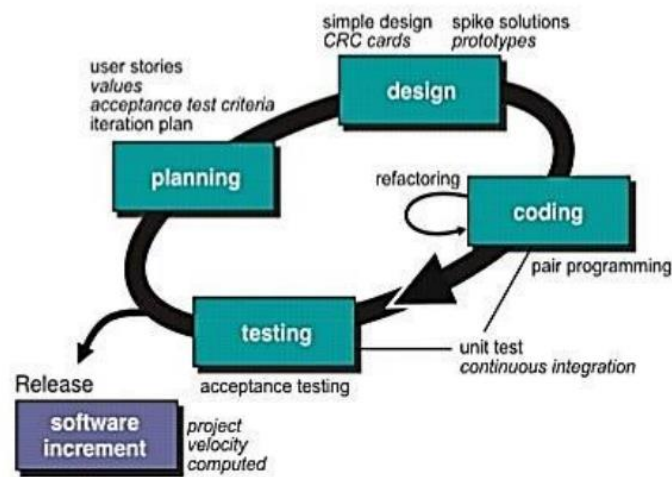 simple design
CRC cards
spike solutions
prototypes
user stories
values
acceptance test criteria
iteration plan
design
planning
refactoring
coding
pair programming
testing
unit test
continuous integration
acceptance testing
Release
software
increment
project
velocity
computed